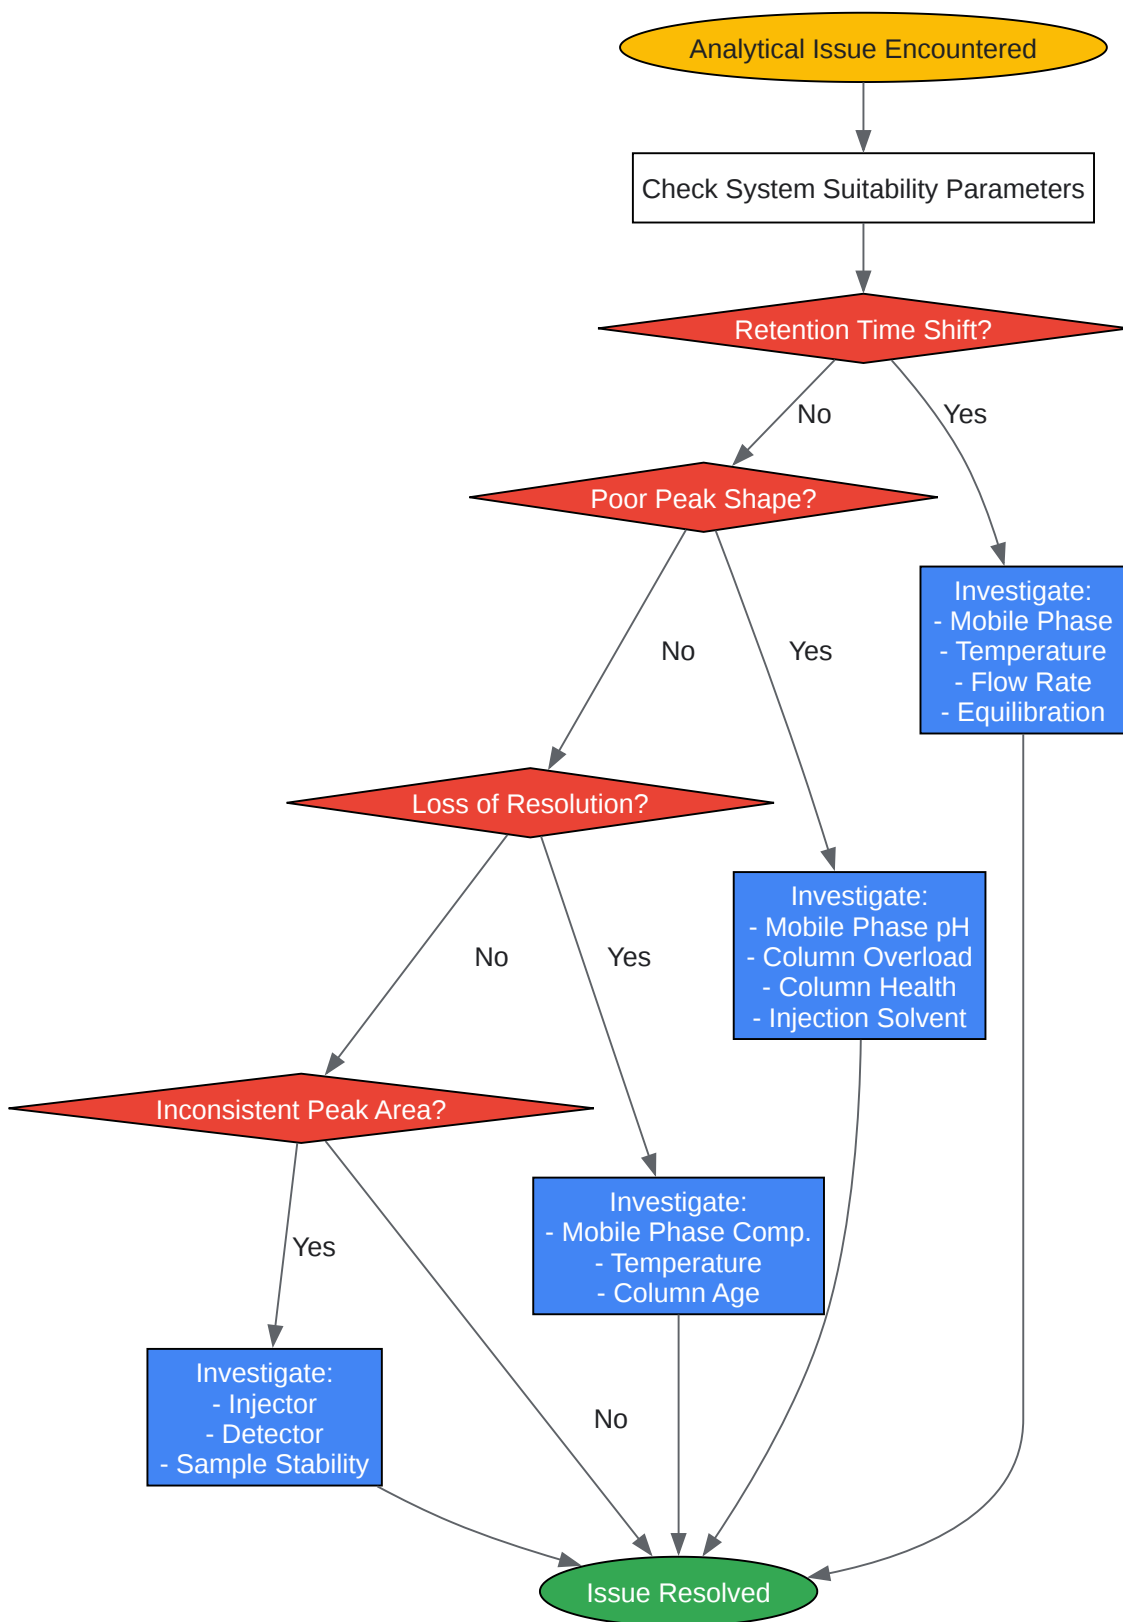 Analytical Issue Encountered
Check System Suitability Parameters
Retention Time Shift?
No
Yes
Poor Peak Shape?
Investigate:
- Mobile Phase
- Temperature
- Flow Rate
- Equilibration
No
Yes
Loss of Resolution?
Investigate:
- Mobile Phase pH
- Column Overload
- Column Health
- Injection Solvent
No
Yes
Inconsistent Peak Area?
Investigate:
- Mobile Phase Comp.
- Temperature
- Column Age
Yes
No
Investigate:
- Injector
- Detector
- Sample Stability
Issue Resolved